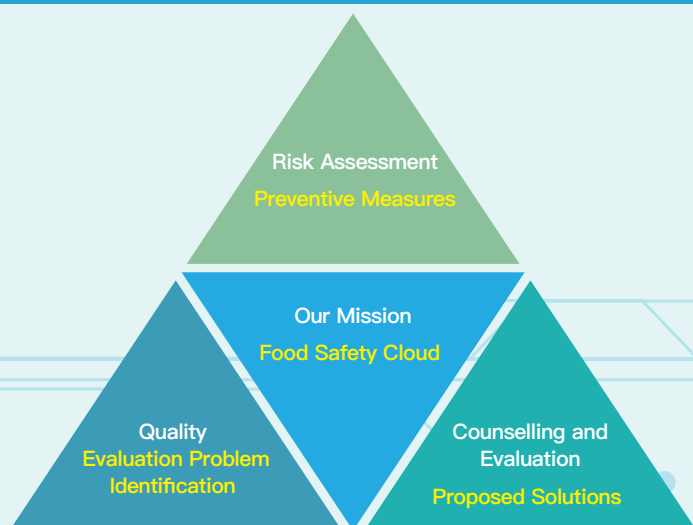 Risk Assessment
Preventive Measures
Our Mission
Food Safety Cloud
Quality
Evaluation Problem
Identification
Counselling and
Evaluation
Proposed Solutions